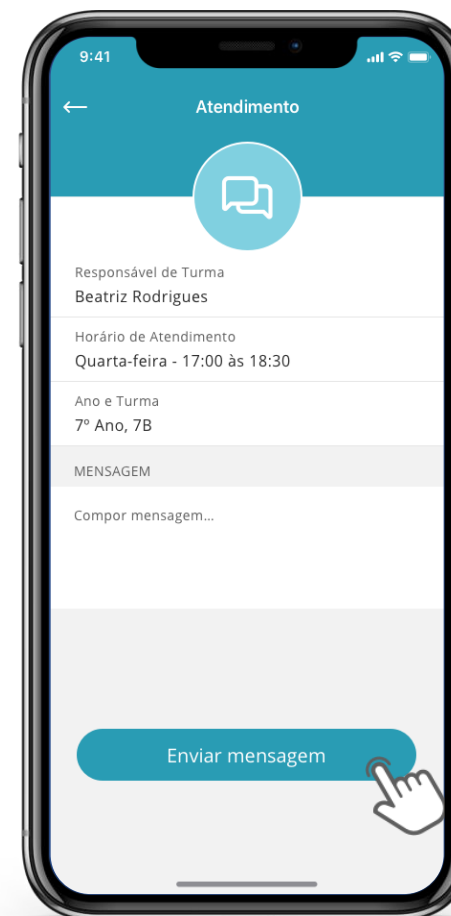 9:41
Atendimento
Responsável de Turma
Beatriz Rodrigues
Horário de Atendimento
Quarta-feira - 17:00 às 18:30
Ano e Turma
7º Ano, 7B
MENSAGEM
Compor mensagem...
Enviar mensagem